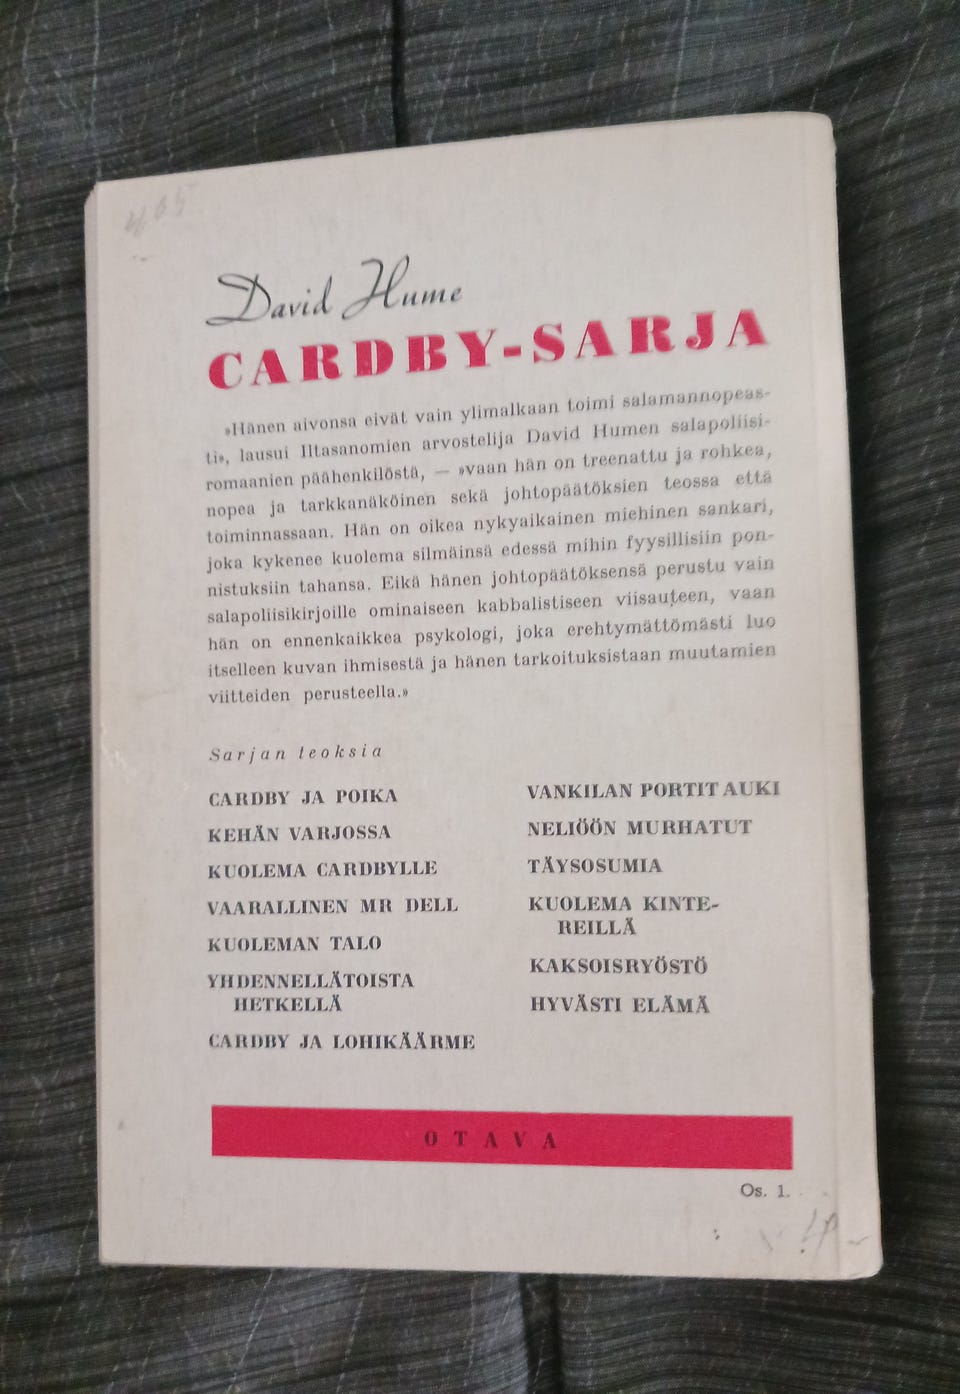 465
David Hume
CARDBY-SARJA
»Hänen aivonsa eivät vain ylimalkaan toimi salamannopeas-
ti», lausui Iltasanomien arvostelija David Humen salapoliisi-
romaanien päähenkilöstä, — »vaan hän on treenattu ja rohkea,
nopea ja tarkkanäköinen sekä johtopäätöksien teossa että
toiminnassaan. Hän on oikea nykyaikainen miehinen sankari,
joka kykenee kuolema silmäinsä edessä mihin fyysillisiin pon-
nistuksiin tahansa. Eikä hänen johtopäätöksensä perustu vain
salapoliisikirjoille ominaiseen kabbalistiseen viisauteen, vaan
hän on ennenkaikkea psykologi, joka erehtymättömästi luo
itselleen kuvan ihmisestä ja hänen tarkoituksistaan muutamien
viitteiden perusteella.»
Sarjan teoksia
CARDBY JA POIKA
KEHÄN VARJOSSA
KUOLEMA CARDBYLLE
VAARALLINEN MR DELL
KUOLEMAN TALO
YHDENNELLÄTOISTA
HETKELLÄ
CARDBY JA LOHIKÄÄRME
VANKILAN PORTIT AUKI
NELIÖÖN MURHATUT
TÄYSOSUMIA
KUOLEMA KINTE-
REILLÄ
KAKSOISRYÖSTÖ
HYVÄSTI ELÄMÄ
OTAVA
Os. 1.